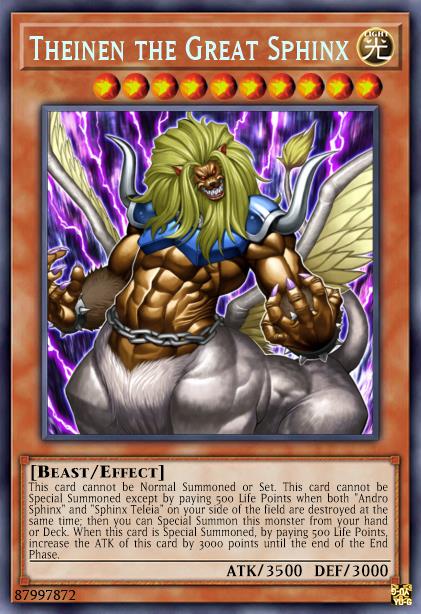 THEINEN THE GREAT SPHINX
LIGHT
光
[BEAST/EFFECT]
This card cannot be Normal Summoned or Set. This card cannot be
Special Summoned except by paying 500 Life Points when both "Andro
Sphinx" and "Sphinx Teleia" on your side of the field are destroyed at
the same time; then you can Special Summon this monster from your
hand or Deck. When this card is Special Summoned, by paying 500 Life Points,
increase the ATK of this card by 3000 points until the end of the End
Phase.
ATK/3500 DEF/3000
87997872